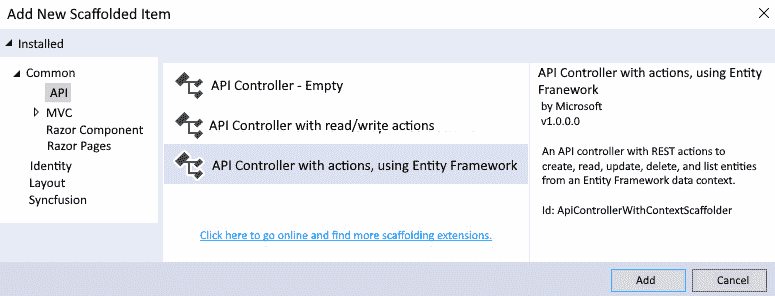 Add New Scaffolded Item
Installed
Common
API
MVC
Razor Component
Razor Pages
Identity
Layout
Syncfusion
API Controller - Empty
API Controller with read/write actions
API Controller with actions, using Entity Framework
Click here to go online and find more scaffolding extensions.
API Controller with actions, using Entity
Framework
by Microsoft
v1.0.0.0
An API controller with REST actions to
create, read, update, delete, and list entities
from an Entity Framework data context.
Id: ApiControllerWithContextScaffolder
Add
Cancel